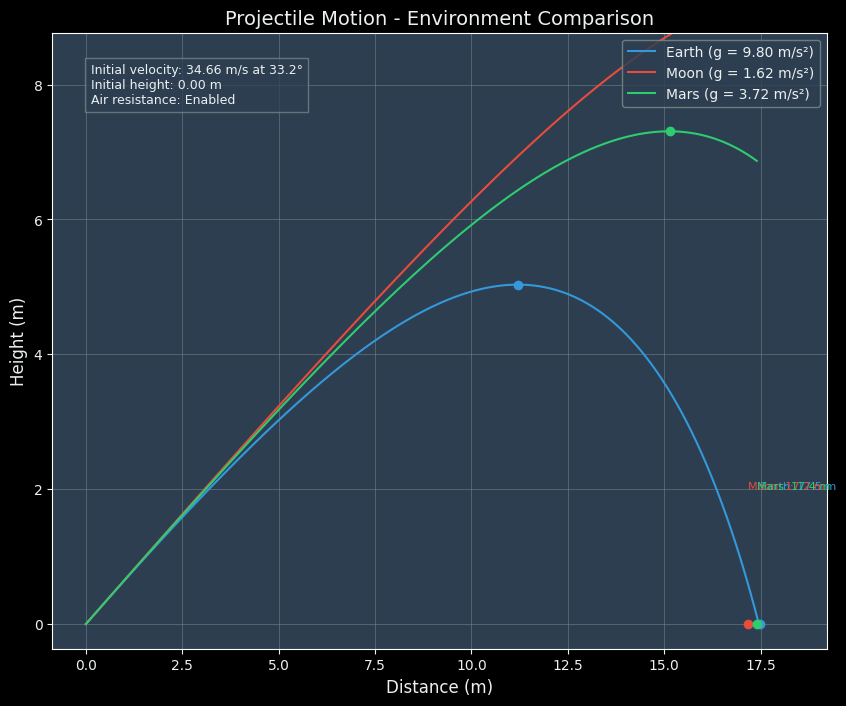 Projectile Motion - Environment Comparison
Initial velocity: 34.66 m/s at 33.2°
Initial height: 0.00 m
Air resistance: Enabled
Earth (g = 9.80 m/s²)
Moon (g = 1.62 m/s²)
Mars (g = 3.72 m/s²)
Height (m)
8
6
4
2
0
0.0 2.5 5.0 7.5 10.0 12.5 15.0 17.5
Distance (m)